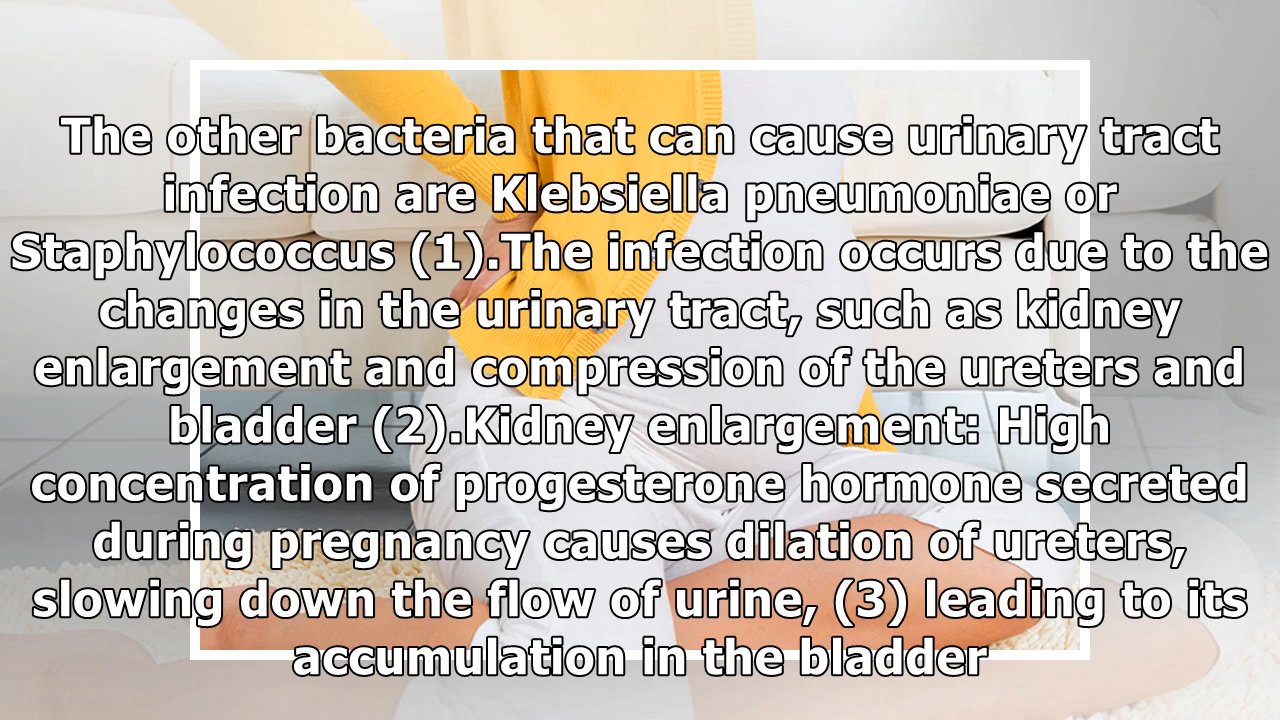 The other bacteria that can cause urinary tract
infection are Klebsiella pneumoniae or
Staphylococcus (1).The infection occurs due to the
changes in the urinary tract, such as kidney
enlargement and compression of the ureters and
bladder (2).Kidney enlargement: High
concentration of progesterone hormone secreted
during pregnancy causes dilation of ureters,
slowing down the flow of urine, (3) leading to its
accumulation in the bladder